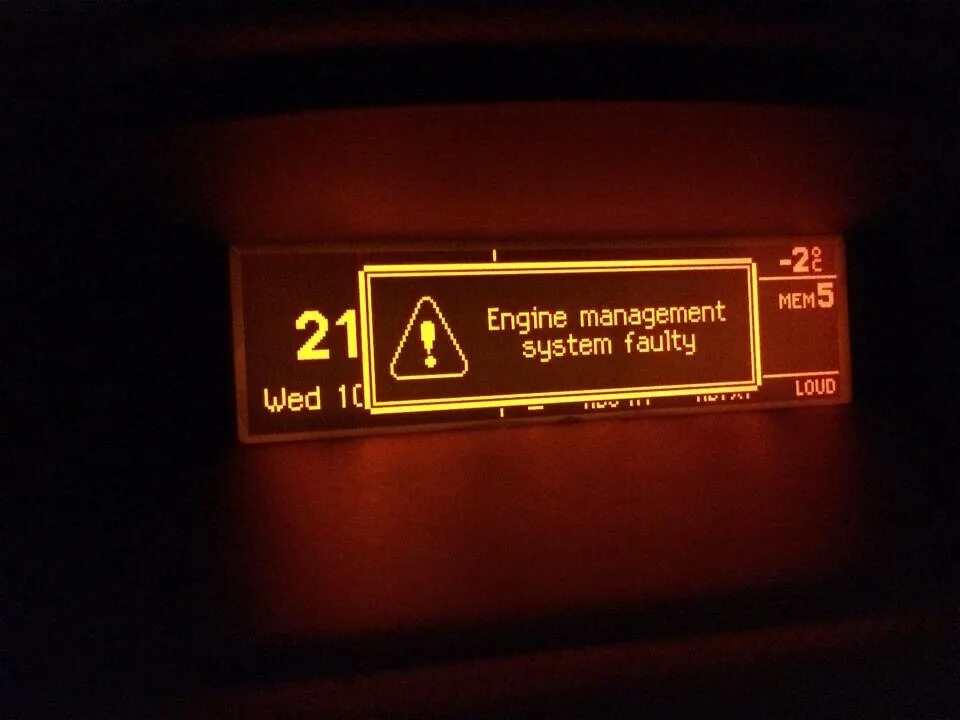 -2°C
MEM5
21
Engine management
system faulty
Wed 10
LOUD